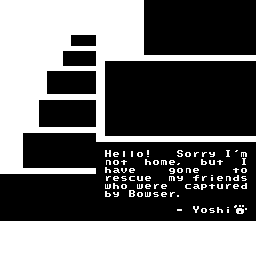 Hello! Sorry I'm
not home, but I
have gone to
rescue my friends
who were captured
by Bowser.
- Yoshi